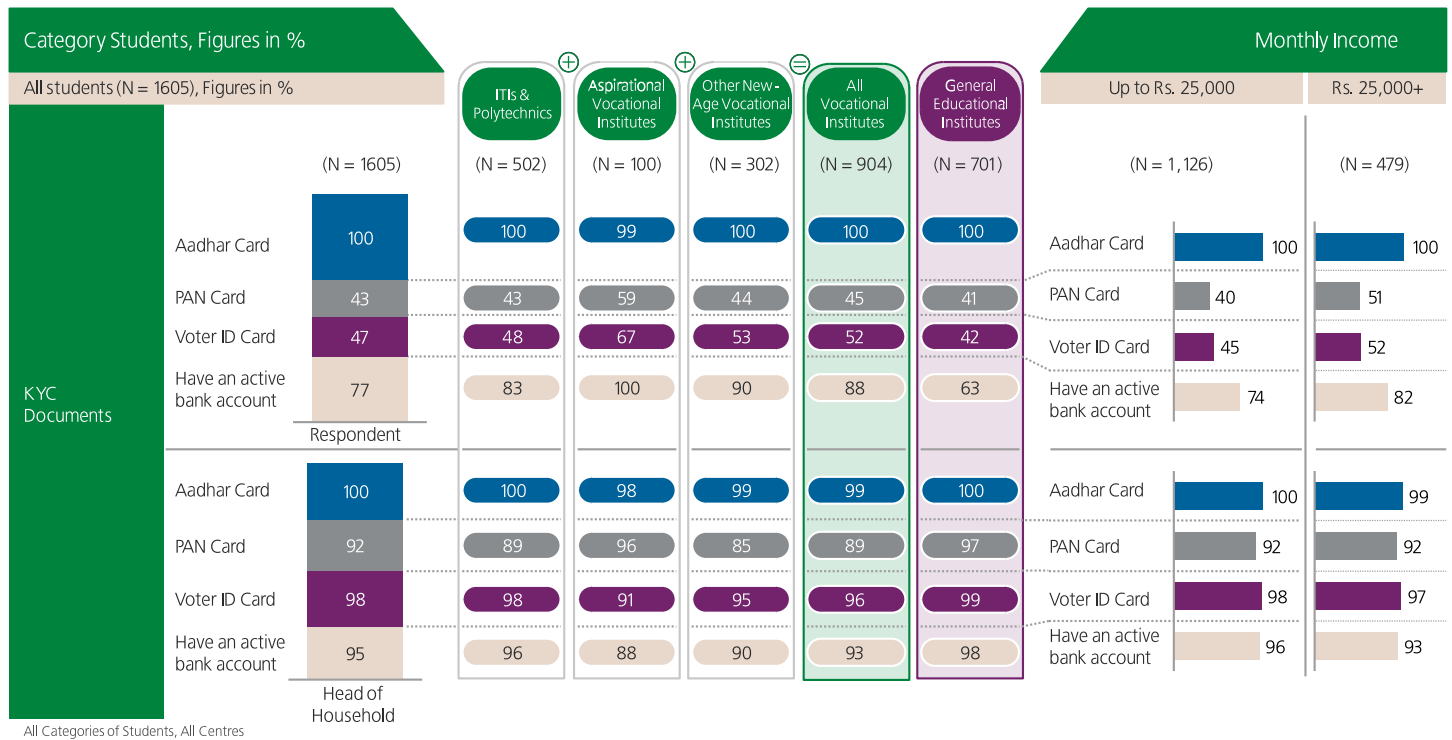 Category Students, Figures in %
Monthly Income
All students (N = 1605), Figures in %
Up to Rs. 25,000
Rs. 25,000+
+
+
=
ITIs &
Polytechnics
Aspirational
Vocational
Institutes
Other New-
Age Vocational
Institutes
All
Vocational
Institutes
General
Educational
Institutes
(N = 1605)
(N = 502)
(N = 100)
(N = 302)
(N = 904)
(N = 701)
(N = 1,126)
(N = 479)
KYC
Documents
Aadhar Card
100
100
99
100
100
100
Aadhar Card
100
100
PAN Card
43
43
59
44
45
41
PAN Card
40
51
Voter ID Card
47
48
67
53
52
42
Voter ID Card
45
52
Have an active
bank account
77
83
100
90
88
63
Have an active
bank account
74
82
Respondent
Aadhar Card
100
100
98
99
99
100
Aadhar Card
100
99
PAN Card
92
89
96
85
89
97
PAN Card
92
92
Voter ID Card
98
98
91
95
96
99
Voter ID Card
98
97
Have an active
bank account
95
96
88
90
93
98
Have an active
bank account
96
93
Head of
Household
All Categories of Students, All Centres